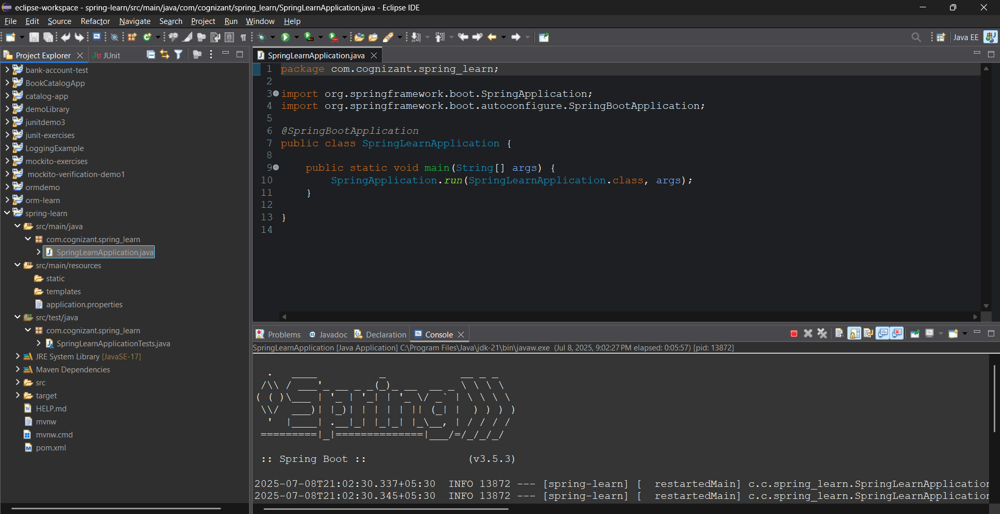 eclipse-workspace - spring-learn/src/main/java/com/cognizant/spring_learn/SpringLearnApplication.java - Eclipse IDE
File Edit Source Refactor Navigate Search Project Run Window Help
Java EE
Project Explorer
JUnit
bank-account-test
BookCatalogApp
catalog-app
demoLibrary
junitdemo3
junit-exercises
LoggingExample
mockito-exercises
mockito-verification-demo1
ormdemo
orm-learn
spring-learn
src/main/java
com.cognizant.spring_learn
SpringLearnApplication.java
src/main/resources
static
templates
application.properties
src/test/java
com.cognizant.spring_learn
SpringLearnApplicationTests.java
JRE System Library [JavaSE-17]
Maven Dependencies
src
target
HELP.md
mvnw
mvnw.cmd
pom.xml
SpringLearnApplication.java
1 package com.cognizant.spring_learn;
2
3 import org.springframework.boot.SpringApplication;
4 import org.springframework.boot.autoconfigure.SpringBootApplication;
5
6 @SpringBootApplication
7 public class SpringLearnApplication {
8
9 public static void main(String[] args) {
10 SpringApplication.run(SpringLearnApplication.class, args);
11 }
12
13 }
14
Problems @ Javadoc Declaration Console
SpringLearnApplication [Java Application] C:\Program Files\Java\jdk-21\bin\javaw.exe (Jul 8, 2025, 9:02:27 PM elapsed: 0:05:57) [pid: 13872]
  .   ____          _            __ _ _
 /\\ / ___'_ __ _ _(_)_ __  __ _ \ \ \ \
( ( )\___ | '_ | '_| | '_ \/ _` | \ \ \ \
 \\/  ___)| |_)| | | | | || (_| |  ) ) ) )
  '  |____| .__|_| |_|_| |_\__, | / / / /
 =========|_|==============|___/=/_/_/_/
:: Spring Boot :: (v3.5.3)
2025-07-08T21:02:30.337+05:30 INFO 13872 --- [spring-learn] [ restartedMain] c.c.spring_learn.SpringLearnApplication
2025-07-08T21:02:30.345+05:30 INFO 13872 --- [spring-learn] [ restartedMain] c.c.spring_learn.SpringLearnApplication